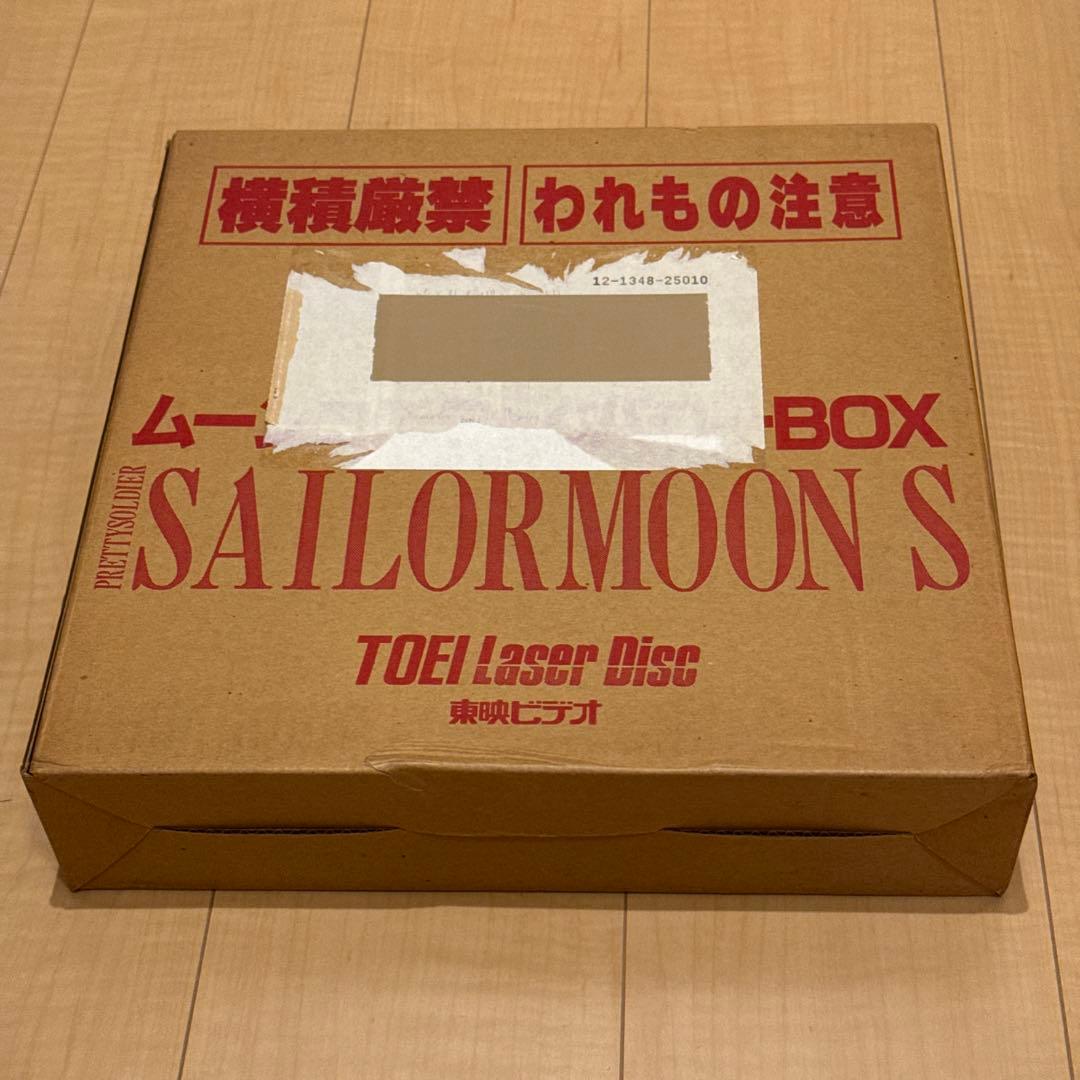 横積厳禁 われもの注意
12-1348-25010
ムー -BOX
PRETTYSOLDIER
SAILORMOON S
TOEI Laser Disc
東映ビデオ